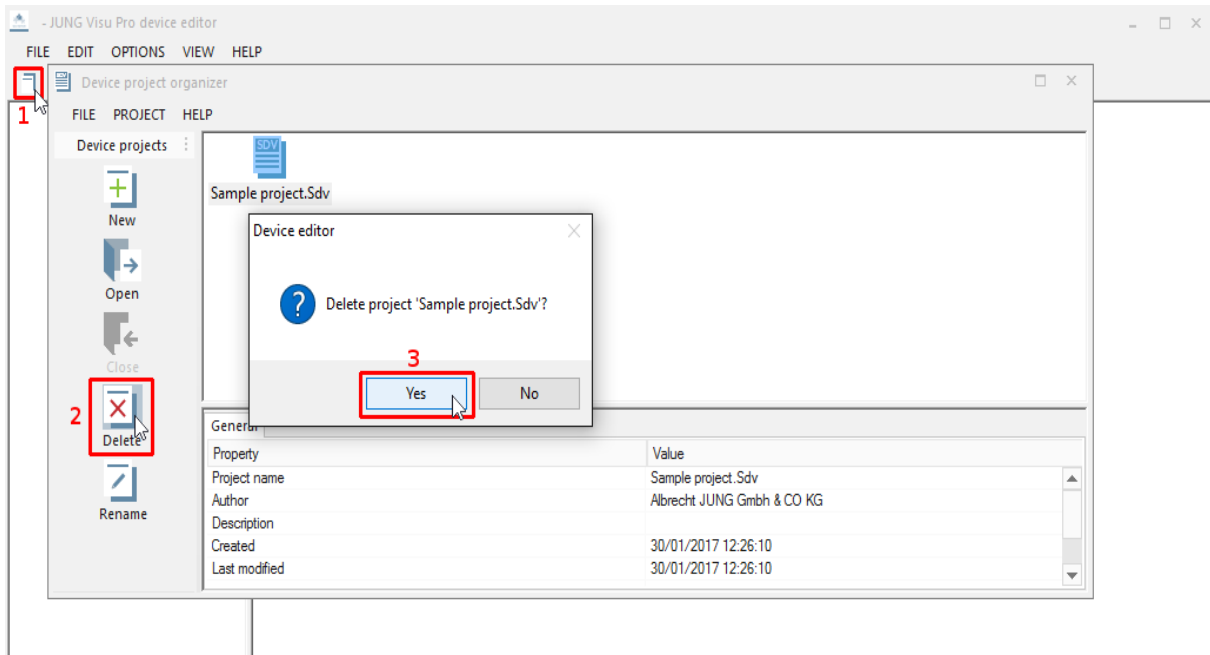 - JUNG Visu Pro device editor
FILE EDIT OPTIONS VIEW HELP
1
Device project organizer
FILE PROJECT HELP
Device projects
New
Open
Close
2
Delete
Rename
SDV
Sample project.Sdv
Device editor
Delete project 'Sample project.Sdv'?
3
Yes No
General
Property Value
Project name Sample project.Sdv
Author Albrecht JUNG Gmbh & CO KG
Description
Created 30/01/2017 12:26:10
Last modified 30/01/2017 12:26:10